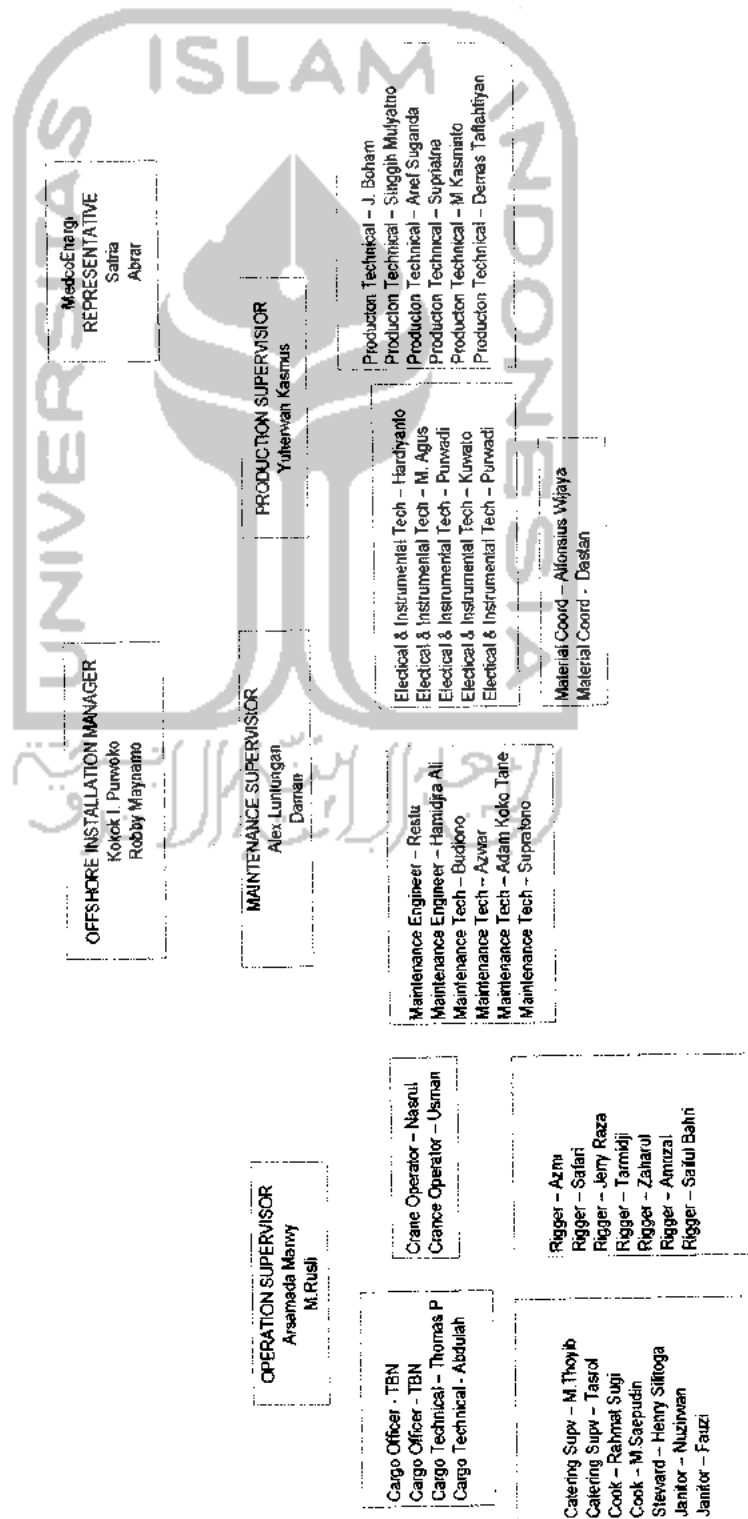 UNIVERSITAS
ISLAM
INDONESIA
OFFSHORE INSTALLATION MANAGER
Kokok I. Purwoko
Robby Maynamo
MedcoEnargi
REPRESENTATIVE
Satria
Abrar
OPERATION SUPERVISOR
Arsamada Marwy
M.Rusli
MAINTENANCE SUPERVISIOR
Alex Luntungan
Daman
PRODUCTION SUPERVISIOR
Yuherwan Kasmus
Cargo Officer - TBN
Cargo Officer - TBN
Cargo Technical – Thomas P
Cargo Technical - Abdulah
Crane Operator – Nasrul
Crance Operator – Usman
Maintenance Engineer – Restu
Maintenance Engineer – Hamidjra Ali
Maintenance Tech – Budiono
Maintenance Tech – Azwar
Maintenance Tech – Adam Koko Tane
Maintenance Tech – Supratono
Electical & Instrumental Tech – Hardiyanto
Electical & Instrumental Tech – M. Agus
Electical & Instrumental Tech – Purwadi
Electical & Instrumental Tech – Kuwato
Electical & Instrumental Tech – Purwadi
Producton Technical – J. Boham
Producton Technical – Singgih Mulyatno
Producton Technical – Arief Suganda
Producton Technical – Supriatna
Producton Technical – M Kasminto
Producton Technical – Demas Taftahtiyan
Catering Supv – M.Thoyib
Catering Supv – Tasrol
Cook – Rahmat Sugi
Cook – M.Saepudin
Steward – Henry Silitoga
Janitor – Nuzirwan
Janitor – Fauzi
Rigger – Azmi
Rigger – Safari
Rigger – Jerry Raza
Rigger – Tarmidji
Rigger – Zaharul
Rigger – Amrizal
Rigger – Saiful Bahri
Material Coord – Alfonsius Wijaya
Material Coord - Dastan